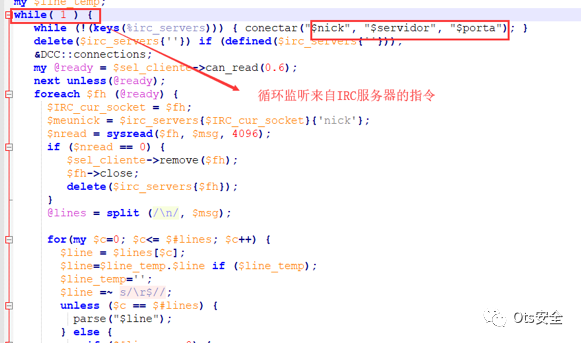 my $line_temp;
while( 1 ) {
while (!(keys(%irc_servers))) { conectar("$nick", "$servidor", "$porta"); }
delete($irc_servers{''}) if (defined($irc_servers{''}));
&DCC::connections;
my @ready = $sel_cliente->can_read(0.6);
next unless(@ready);
循环监听来自IRC服务器的指令
foreach $fh (@ready) {
$IRC_cur_socket = $fh;
$meunick = $irc_servers{$IRC_cur_socket}{'nick'};
$nread = sysread($fh, $msg, 4096);
if ($nread == 0) {
$sel_cliente->remove($fh);
$fh->close;
delete($irc_servers{$fh});
}
@lines = split (/\n/, $msg);
for(my $c=0; $c<= $#lines; $c++) {
$line = $lines[$c];
$line=$line_temp.$line if ($line_temp);
$line_temp='';
$line =~ s/\r$//;
unless ($c == $#lines) {
parse("$line");
} else {
Ots安全